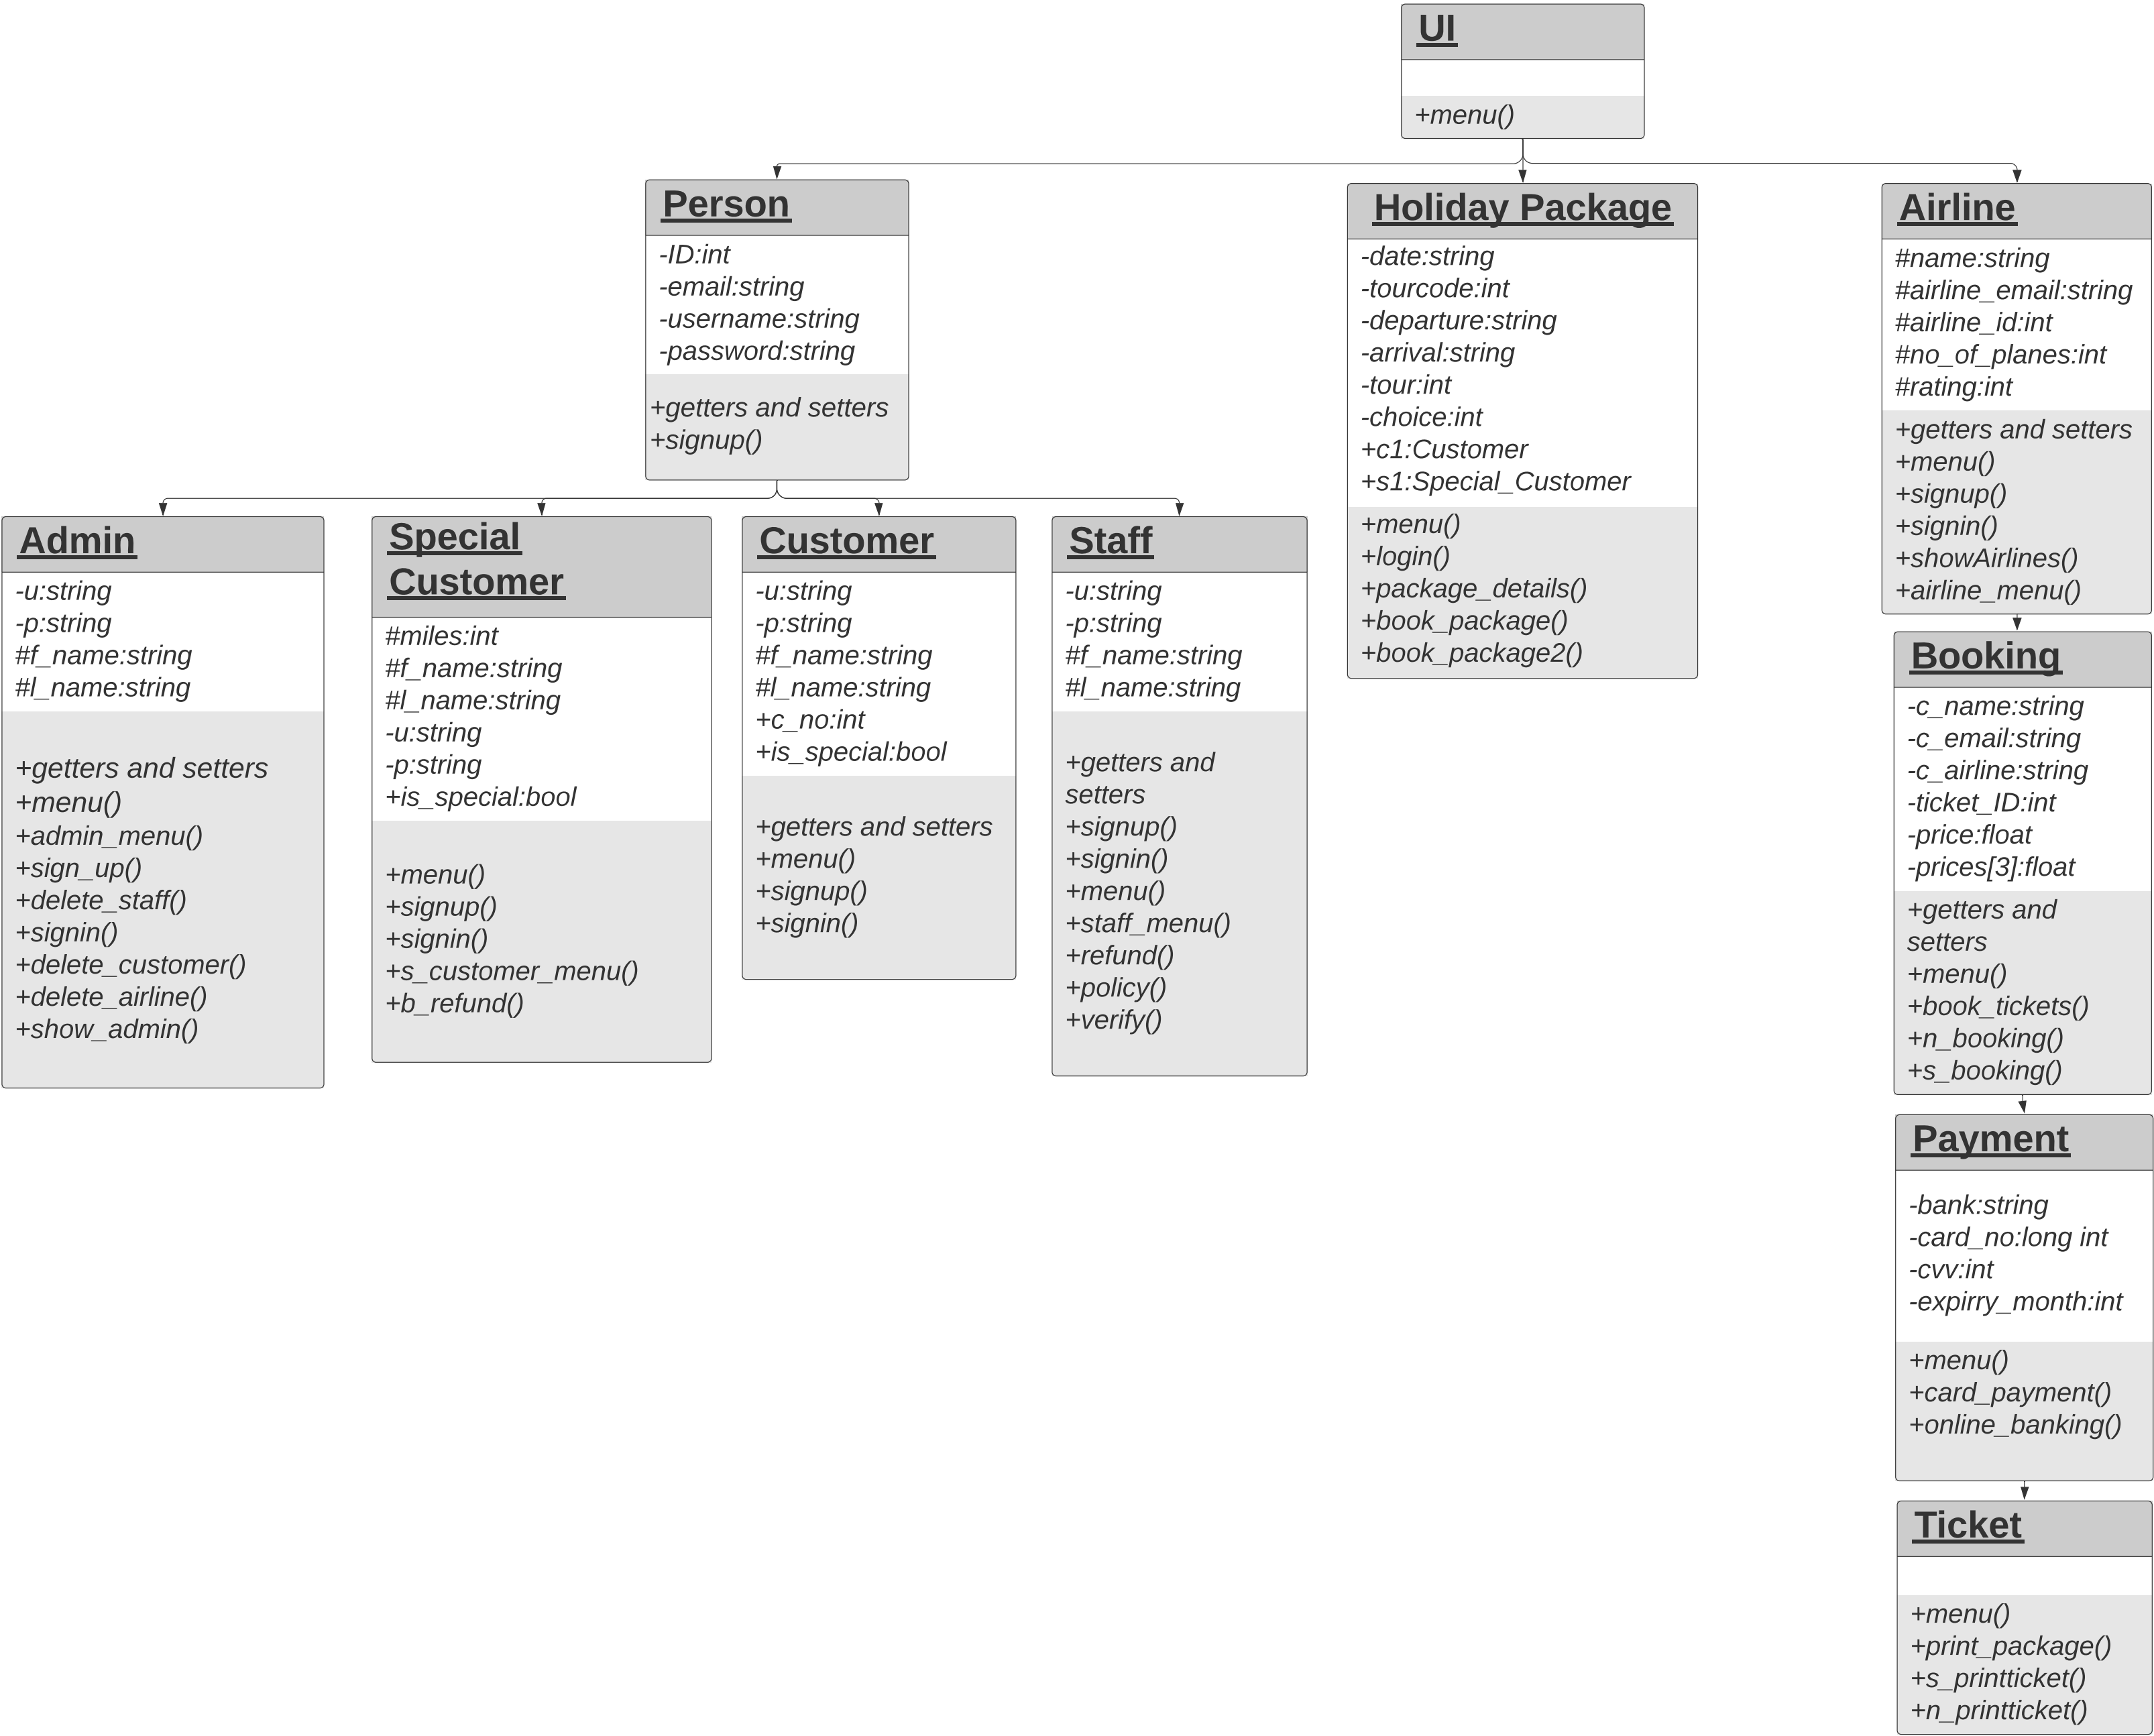 UI
+menu()
Person
-ID:int
-email:string
-username:string
-password:string
+getters and setters
+signup()
Holiday Package
-date:string
-tourcode:int
-departure:string
-arrival:string
-tour:int
-choice:int
+c1:Customer
+s1:Special_Customer
+menu()
+login()
+package_details()
+book_package()
+book_package2()
Airline
#name:string
#airline_email:string
#airline_id:int
#no_of_planes:int
#rating:int
+getters and setters
+menu()
+signup()
+signin()
+showAirlines()
+airline_menu()
Admin
-u:string
-p:string
#f_name:string
#l_name:string
+getters and setters
+menu()
+admin_menu()
+sign_up()
+delete_staff()
+signin()
+delete_customer()
+delete_airline()
+show_admin()
Special
Customer
#miles:int
#f_name:string
#l_name:string
-u:string
-p:string
+is_special:bool
+menu()
+signup()
+signin()
+s_customer_menu()
+b_refund()
Customer
-u:string
-p:string
#f_name:string
#l_name:string
+c_no:int
+is_special:bool
+getters and setters
+menu()
+signup()
+signin()
Staff
-u:string
-p:string
#f_name:string
#l_name:string
+getters and
setters
+signup()
+signin()
+menu()
+staff_menu()
+refund()
+policy()
+verify()
Booking
-c_name:string
-c_email:string
-c_airline:string
-ticket_ID:int
-price:float
-prices[3]:float
+getters and
setters
+menu()
+book_tickets()
+n_booking()
+s_booking()
Payment
-bank:string
-card_no:long int
-cvv:int
-expirry_month:int
+menu()
+card_payment()
+online_banking()
Ticket
+menu()
+print_package()
+s_printticket()
+n_printticket()